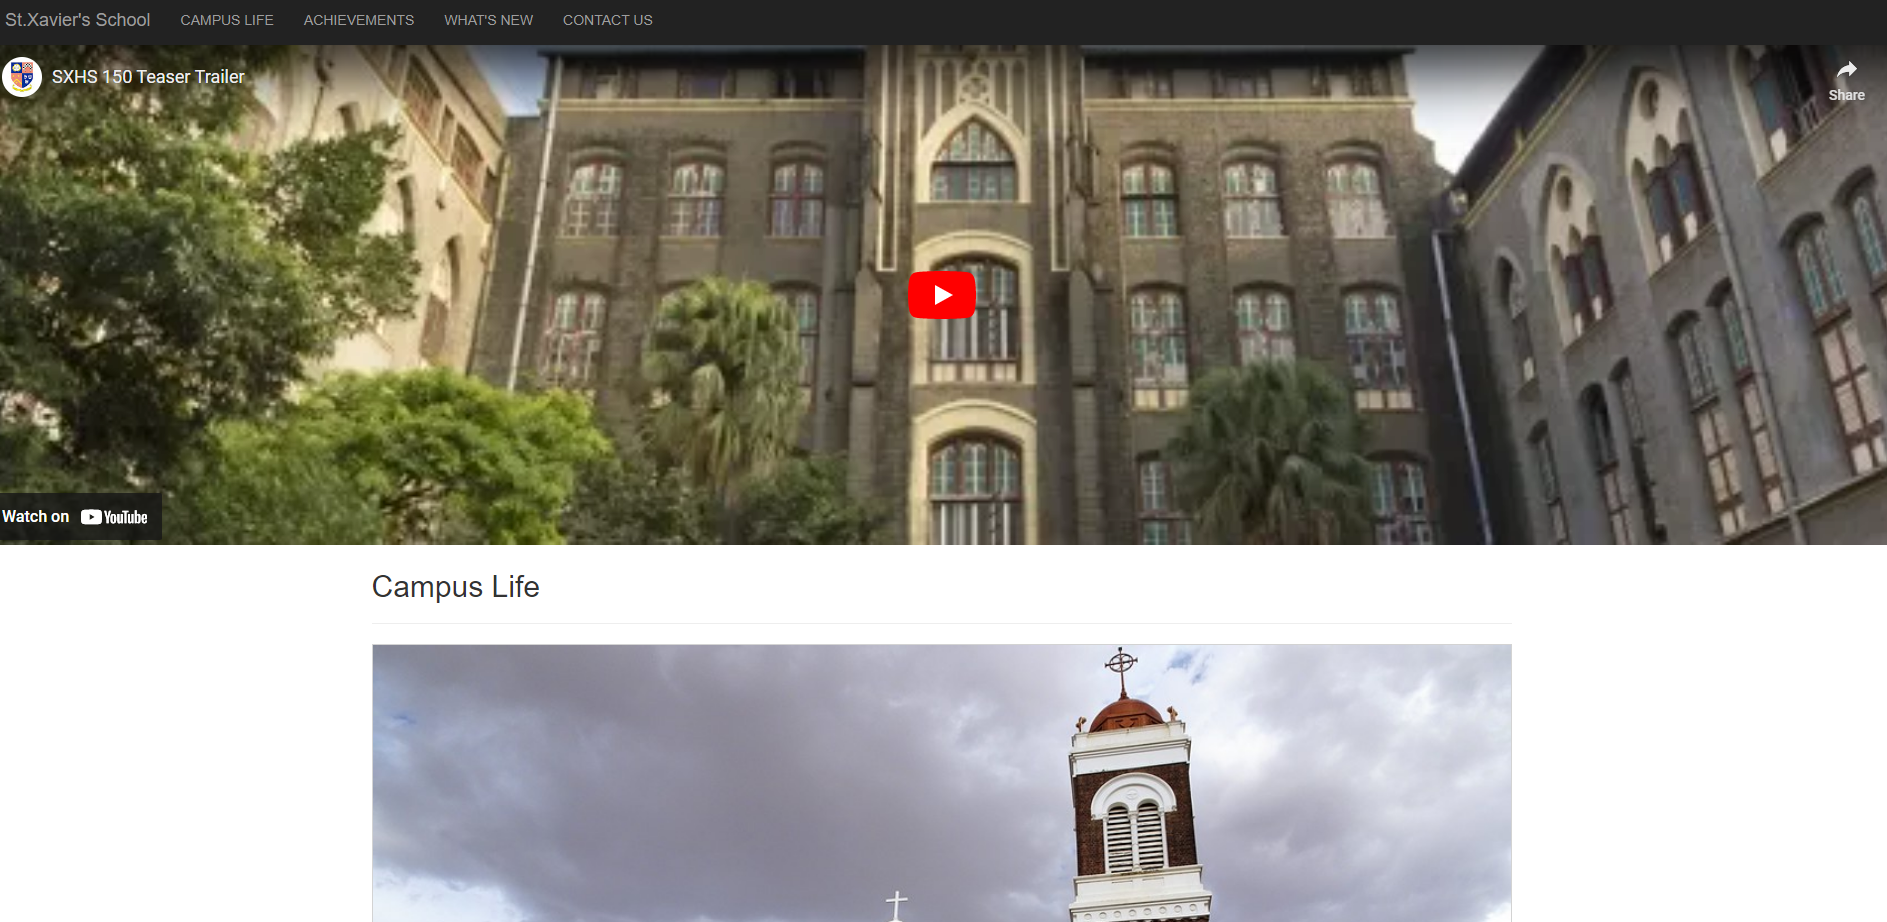 St.Xavier's School CAMPUS LIFE ACHIEVEMENTS WHAT'S NEW CONTACT US
SXHS 150 Teaser Trailer
Share
Watch on YouTube
Campus Life